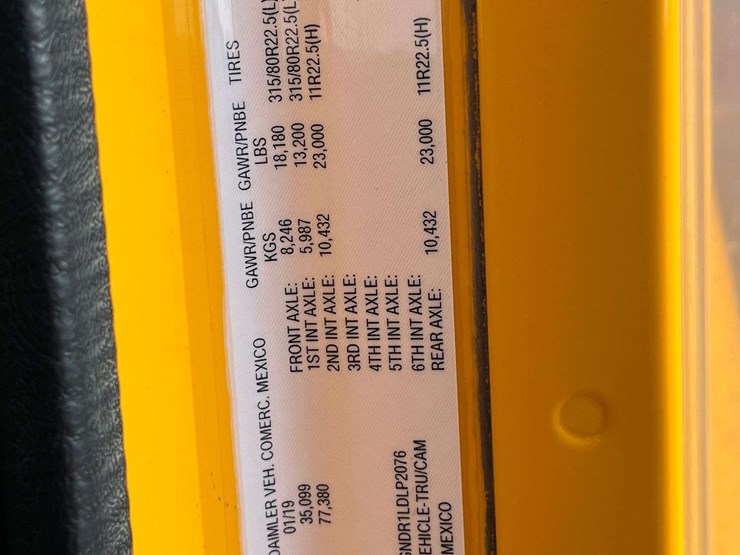 DAIMLER VEH. COMERC. MEXICO
01/19
35,099
77,380
GNDR1LDLP2076
EHICLE-TRU/CAM
MEXICO
GAWR/PNBE GAWR/PNBE TIRES
KGS LBS
FRONT AXLE: 8,246 18,180 315/80R22.5(L)
1ST INT AXLE: 5,987 13,200 315/80R22.5(L
2ND INT AXLE: 10,432 23,000 11R22.5(H)
3RD INT AXLE:
4TH INT AXLE:
5TH INT AXLE:
6TH INT AXLE:
REAR AXLE: 10,432 23,000 11R22.5(H)